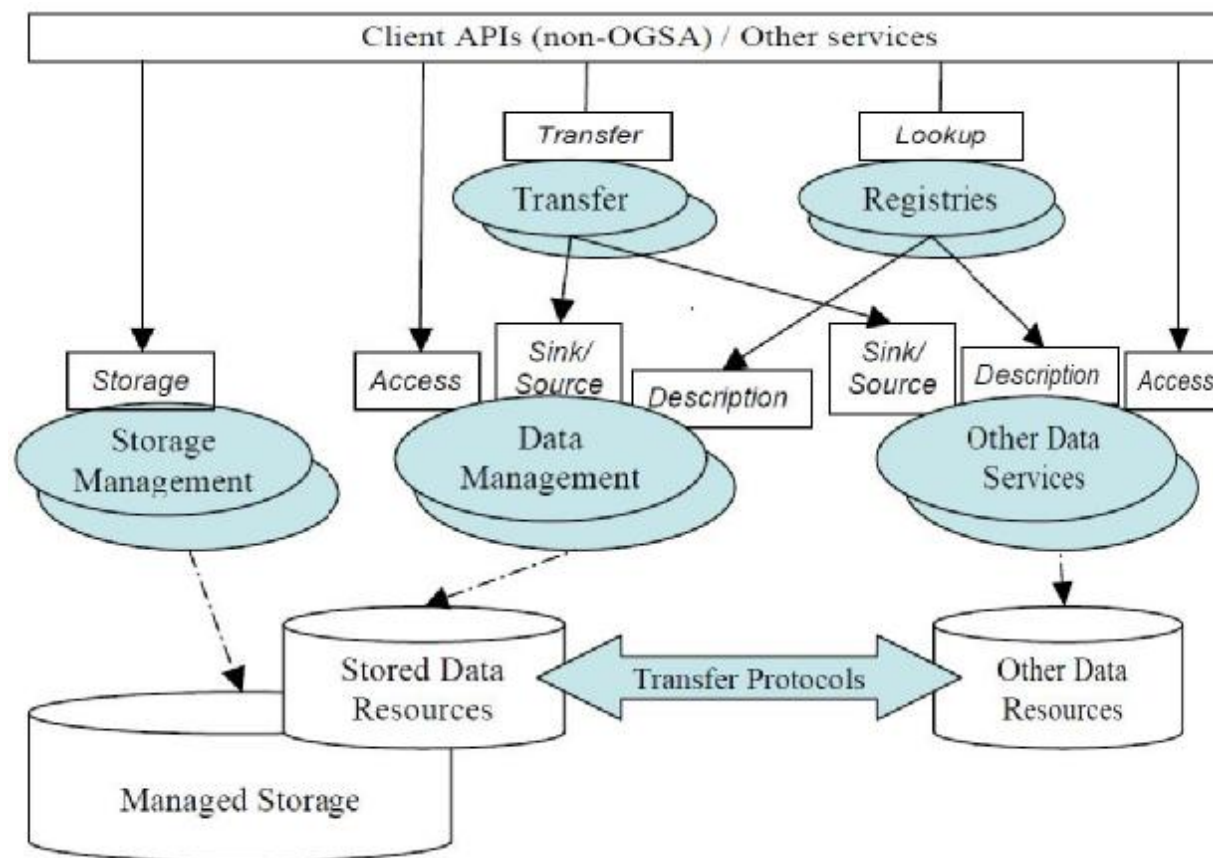 Client APIs (non-OGSA) / Other services
Transfer
Lookup
Transfer
Registries
Storage
Access
Sink/
Source
Description
Sink/
Source
Description
Access
Storage
Management
Data
Management
Other Data
Services
Stored Data
Resources
Transfer Protocols
Other Data
Resources
Managed Storage